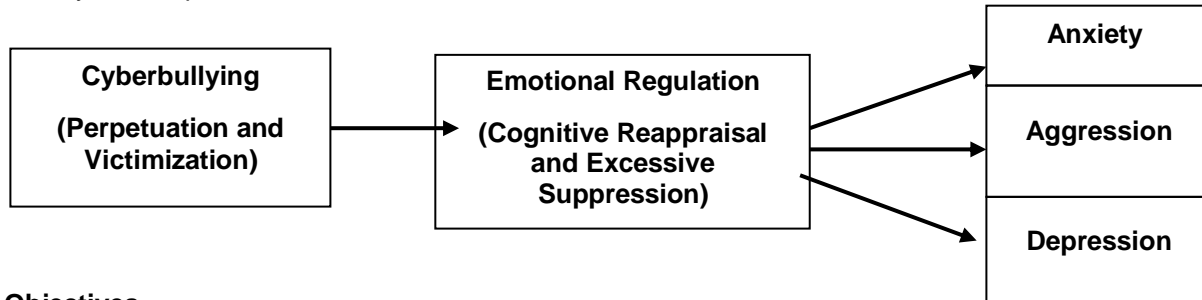 Cyberbullying
(Perpetuation and
Victimization)
Emotional Regulation
(Cognitive Reappraisal
and Excessive
Suppression)
Anxiety
Aggression
Depression
Objectives